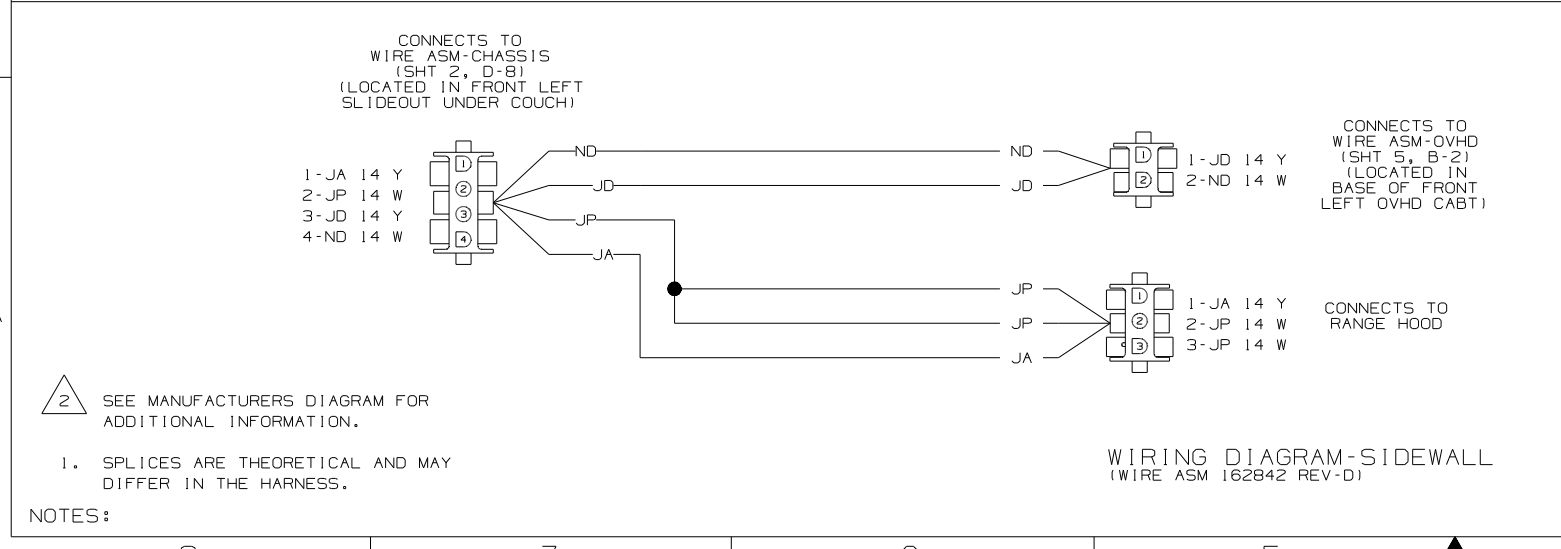 CONNECTS TO
WIRE ASM-CHASSIS
(SHT 2, D-8)
(LOCATED IN FRONT LEFT
SLIDEOUT UNDER COUCH)
1-JA 14 Y
2-JP 14 W
3-JD 14 Y
4-ND 14 W
1
2
3
4
ND
JD
JP
JA
ND
JD
1
2
1-JD 14 Y
2-ND 14 W
CONNECTS TO
WIRE ASM-OVHD
(SHT 5, B-2)
(LOCATED IN
BASE OF FRONT
LEFT OVHD CABT)
JP
JP
JA
1
2
3
1-JA 14 Y
2-JP 14 W
3-JP 14 W
CONNECTS TO
RANGE HOOD
2 SEE MANUFACTURERS DIAGRAM FOR
ADDITIONAL INFORMATION.
1. SPLICES ARE THEORETICAL AND MAY
DIFFER IN THE HARNESS.
NOTES:
WIRING DIAGRAM-SIDEWALL
(WIRE ASM 162842 REV-D)